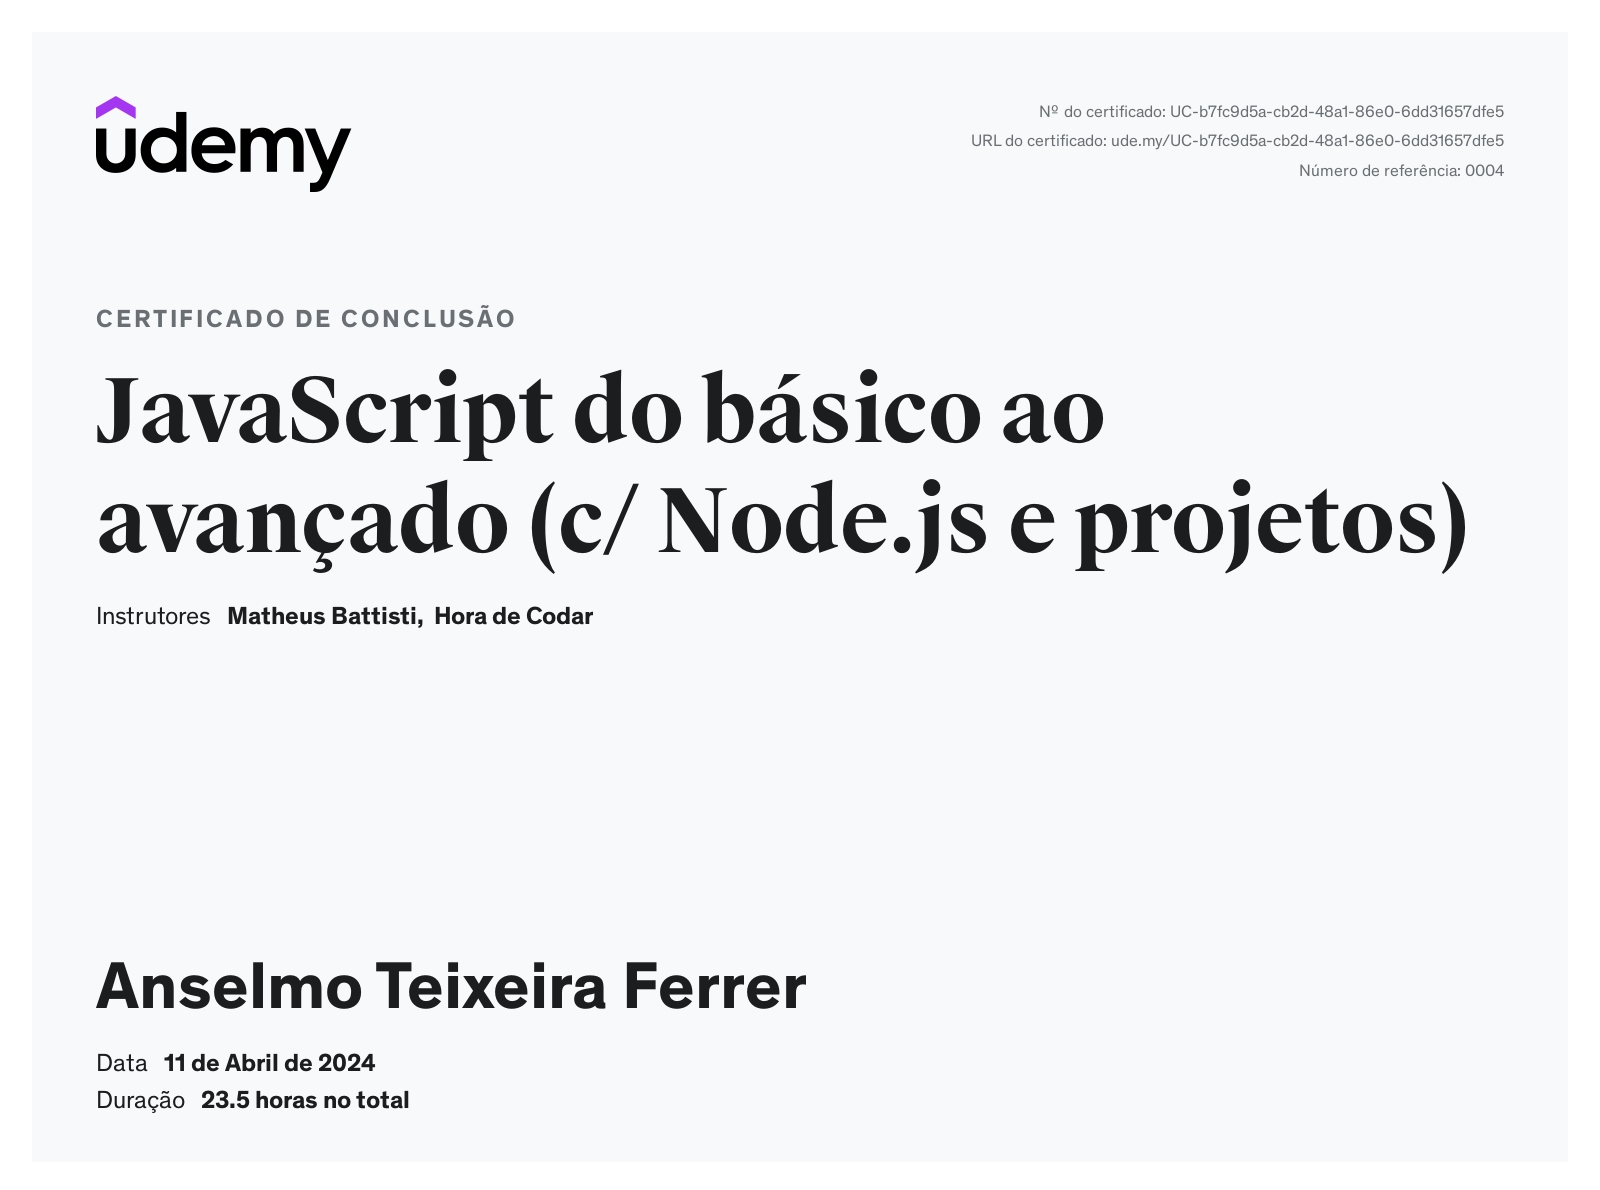 udemy
Nº do certificado: UC-b7fc9d5a-cb2d-48a1-86e0-6dd31657dfe5
URL do certificado: ude.my/UC-b7fc9d5a-cb2d-48a1-86e0-6dd31657dfe5
Número de referência: 0004
CERTIFICADO DE CONCLUSÃO
JavaScript do básico ao
avançado (c/ Node.js e projetos)
Instrutores Matheus Battisti, Hora de Codar
Anselmo Teixeira Ferrer
Data 11 de Abril de 2024
Duração 23.5 horas no total